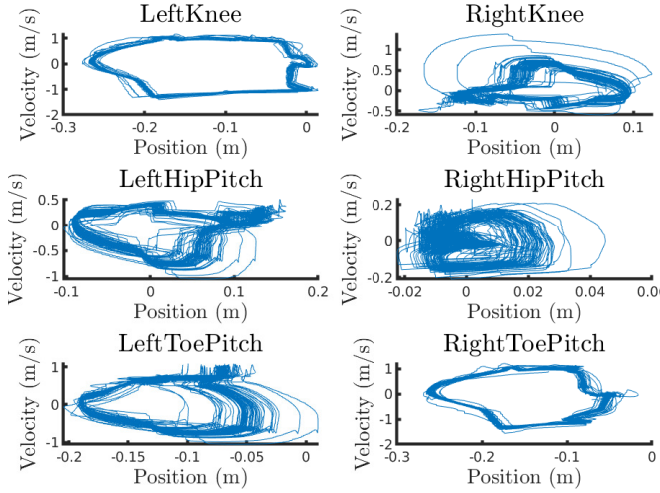 LeftKnee
RightKnee
Velocity (m/s)
1
0
-1
-2
-0.3
-0.2
-0.1
0
Position (m)
Velocity (m/s)
1
0.5
0
-0.5
-0.2
-0.1
0
0.1
Position (m)
LeftHipPitch
RightHipPitch
Velocity (m/s)
0.5
0
-0.5
-1
-0.1
0
0.1
0.2
Position (m)
Velocity (m/s)
0.2
0
-0.2
-0.02
0
0.02
0.04
0.06
Position (m)
LeftToePitch
RightToePitch
Velocity (m/s)
1
0
-1
-0.2
-0.15
-0.1
-0.05
0
Position (m)
Velocity (m/s)
1
0
-1
-2
-0.3
-0.2
-0.1
0
Position (m)